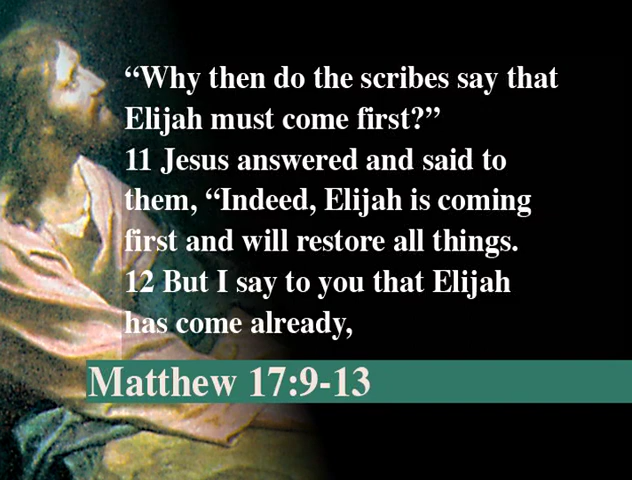 “Why then do the scribes say that
Elijah must come first?”
11 Jesus answered and said to
them, “Indeed, Elijah is coming
first and will restore all things.
12 But I say to you that Elijah
has come already,
Matthew 17:9-13